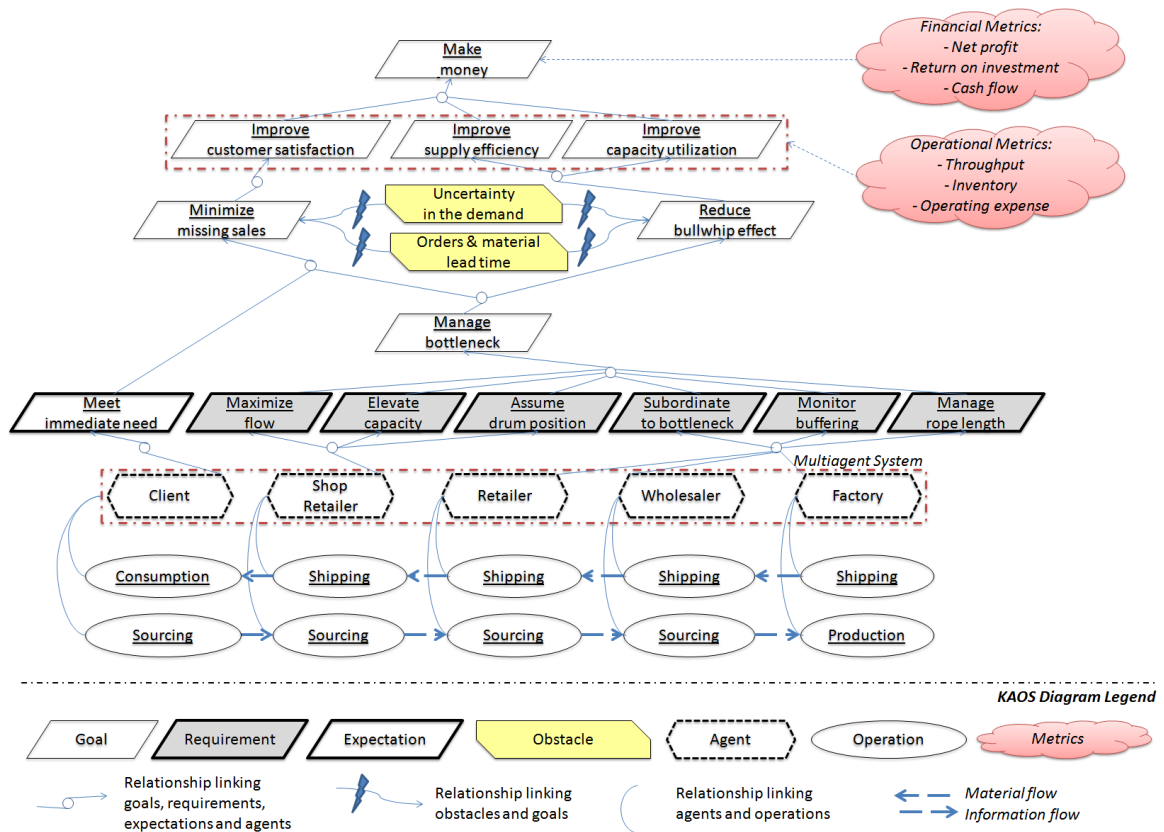 Make
money
Financial Metrics:
- Net profit
- Return on investment
- Cash flow
Improve
customer satisfaction
Improve
supply efficiency
Improve
capacity utilization
Operational Metrics:
- Throughput
- Inventory
- Operating expense
Minimize
missing sales
Uncertainty
in the demand
Orders & material
lead time
Reduce
bullwhip effect
Manage
bottleneck
Meet
immediate need
Maximize
flow
Elevate
capacity
Assume
drum position
Subordinate
to bottleneck
Monitor
buffering
Manage
rope length
Multiagent System
Client
Shop
Retailer
Retailer
Wholesaler
Factory
Consumption
Shipping
Shipping
Shipping
Shipping
Sourcing
Sourcing
Sourcing
Sourcing
Production
KAOS Diagram Legend
Goal
Requirement
Expectation
Obstacle
Agent
Operation
Metrics
Relationship linking
goals, requirements,
expectations and agents
Relationship linking
obstacles and goals
Relationship linking
agents and operations
Material flow
Information flow